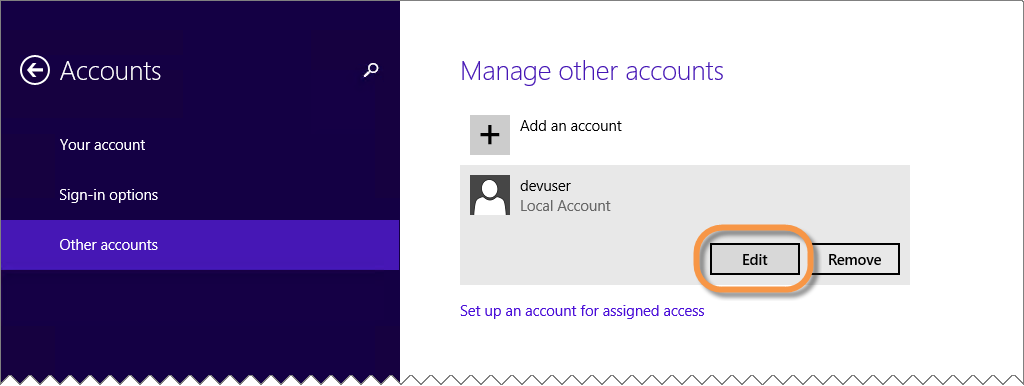 Accounts
Your account
Sign-in options
Other accounts
Manage other accounts
Add an account
devuser
Local Account
Edit
Remove
Set up an account for assigned access